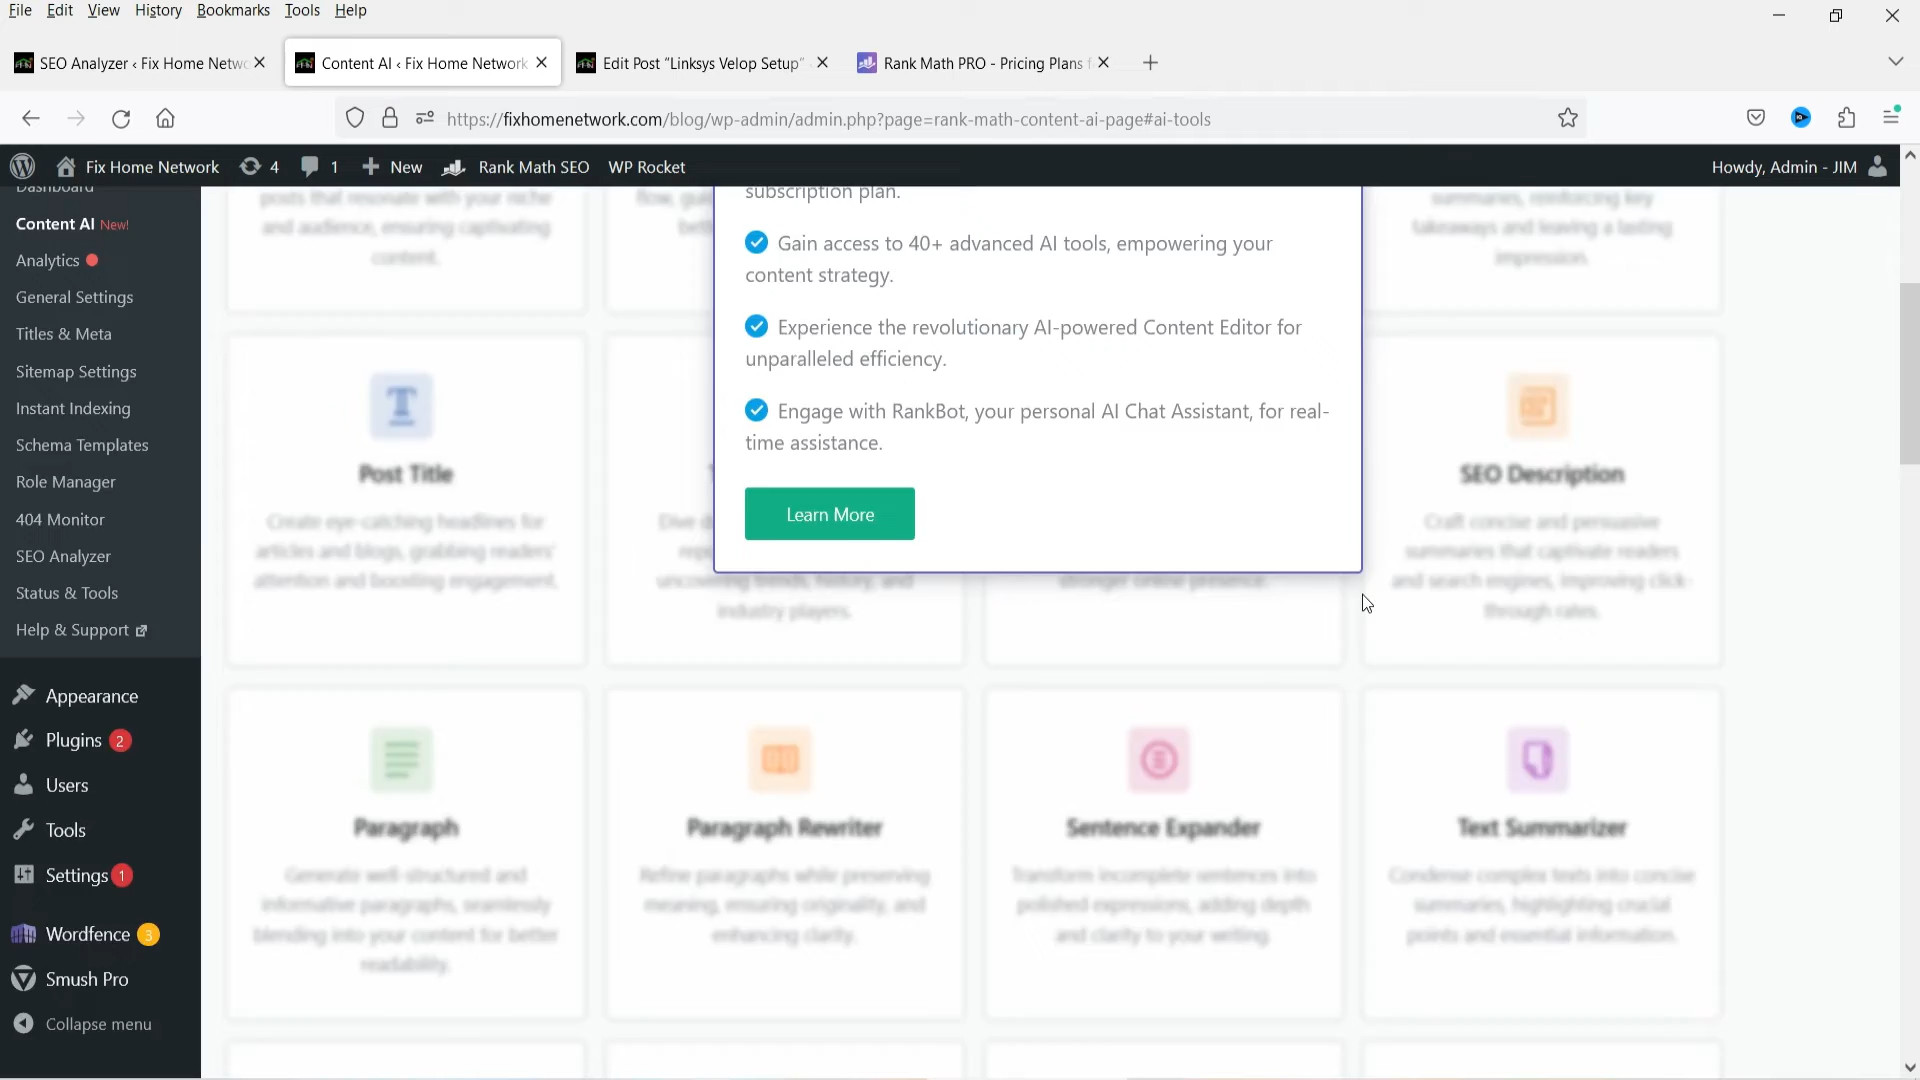 File Edit View History Bookmarks Tools Help
SEO Analyzer ‹ Fix Home Netwo
Content AI ‹ Fix Home Network
Edit Post “Linksys Velop Setup”
Rank Math PRO - Pricing Plans f
https://fixhomenetwork.com/blog/wp-admin/admin.php?page=rank-math-content-ai-page#ai-tools
Fix Home Network 4 1 New Rank Math SEO WP Rocket
Howdy, Admin - JIM
Dashboard
Content AI New!
Analytics
General Settings
Titles & Meta
Sitemap Settings
Instant Indexing
Schema Templates
Role Manager
404 Monitor
SEO Analyzer
Status & Tools
Help & Support
Appearance
Plugins 2
Users
Tools
Settings 1
Wordfence 3
Smush Pro
Collapse menu
subscription plan.
Gain access to 40+ advanced AI tools, empowering your
content strategy.
Experience the revolutionary AI-powered Content Editor for
unparalleled efficiency.
Engage with RankBot, your personal AI Chat Assistant, for real-
time assistance.
Learn More
posts that resonate with your niche
and audience, ensuring captivating
content.
summaries, reinforcing key
takeaways and leaving a lasting
impression.
Post Title
Create eye-catching headlines for
articles and blogs, grabbing readers'
attention and boosting engagement.
uncovering trends, history, and
industry players.
stronger online presence.
SEO Description
Craft concise and persuasive
summaries that captivate readers
and search engines, improving click-
through rates.
Paragraph
Generate well-structured and
informative paragraphs, seamlessly
blending into your content for better
readability.
Paragraph Rewriter
Refine paragraphs while preserving
meaning, ensuring originality, and
enhancing clarity.
Sentence Expander
Transform incomplete sentences into
polished expressions, adding depth
and clarity to your writing.
Text Summarizer
Condense complex texts into concise
summaries, highlighting crucial
points and essential information.